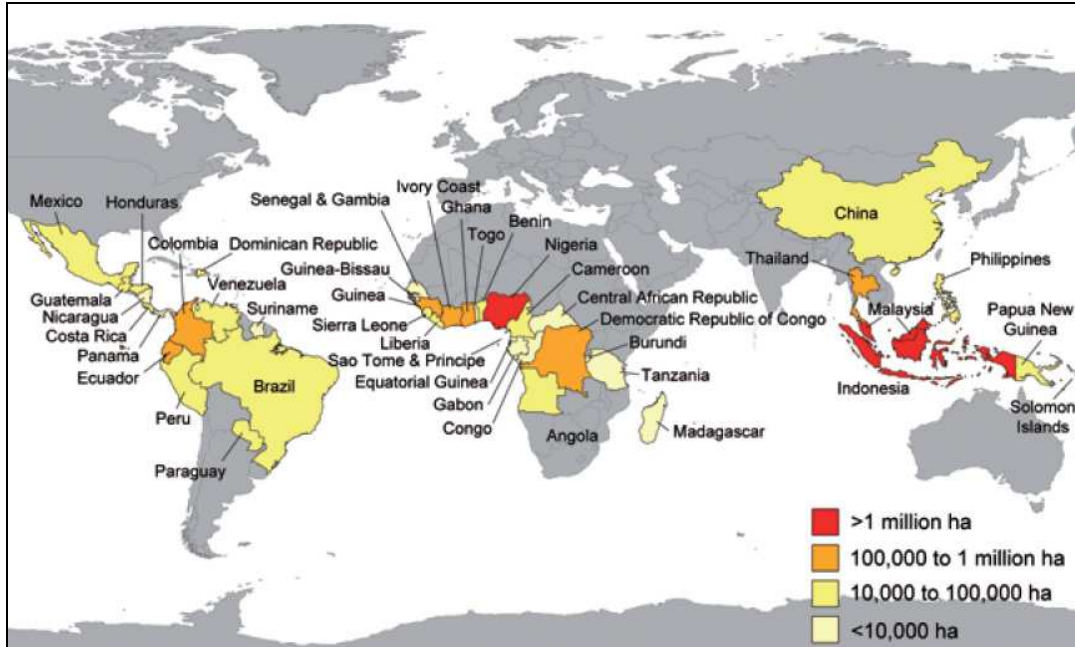 Mexico
Honduras
Colombia
Dominican Republic
Venezuela
Suriname
Guatemala
Nicaragua
Costa Rica
Panama
Ecuador
Peru
Brazil
Paraguay
Senegal & Gambia
Ivory Coast
Ghana
Togo
Benin
Nigeria
Cameroon
Guinea-Bissau
Guinea
Sierra Leone
Liberia
Sao Tome & Principe
Equatorial Guinea
Gabon
Congo
Central African Republic
Democratic Republic of Congo
Burundi
Tanzania
Angola
Madagascar
China
Thailand
Philippines
Malaysia
Papua New
Guinea
Indonesia
Solomon
Islands
>1 million ha
100,000 to 1 million ha
10,000 to 100,000 ha
<10,000 ha